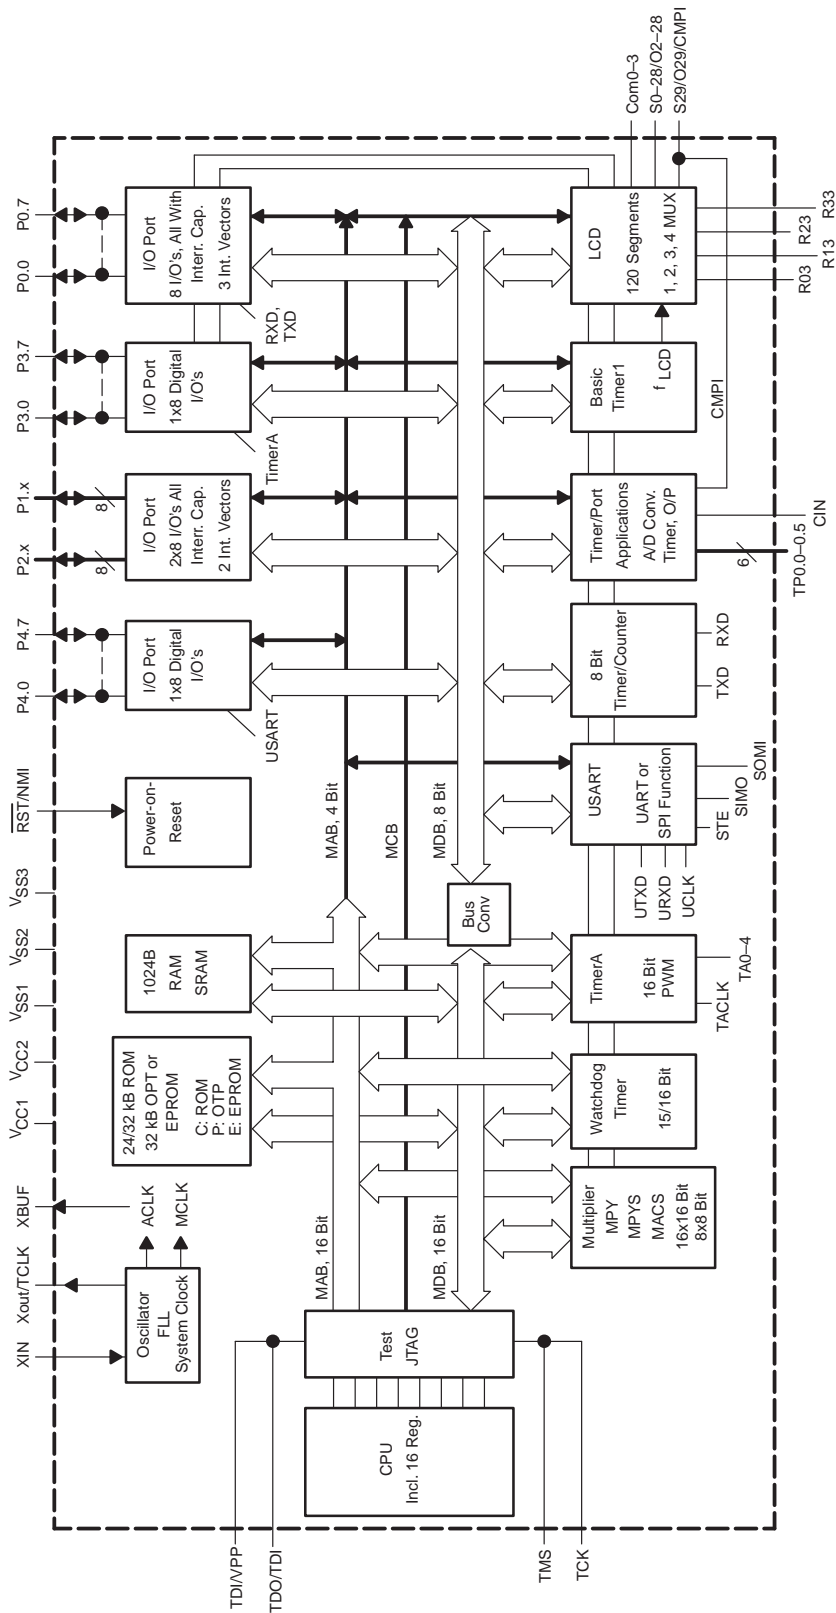 XIN
Xout/TCLK
XBUF
VCC1
VCC2
VSS1
VSS2
VSS3
RST/NMI
P4.0
P4.7
P2.x
P1.x
P3.0
P3.7
P0.0
P0.7
8
8
Oscillator
FLL
System Clock
ACLK
MCLK
24/32 kB ROM
32 kB OPT or
EPROM
C: ROM
P: OTP
E: EPROM
1024B
RAM
SRAM
Power-on-
Reset
I/O Port
1x8 Digital
I/O's
I/O Port
2x8 I/O's All
Interr. Cap.
2 Int. Vectors
I/O Port
1x8 Digital
I/O's
I/O Port
8 I/O's, All With
Interr. Cap.
3 Int. Vectors
USART
TimerA
RXD,
TXD
TDI/VPP
TDO/TDI
TMS
TCK
CPU
Incl. 16 Reg.
Test
JTAG
MAB, 16 Bit
MDB, 16 Bit
Bus
Conv
MAB, 4 Bit
MCB
MDB, 8 Bit
Multiplier
MPY
MPYS
MACS
16x16 Bit
8x8 Bit
Watchdog
Timer
15/16 Bit
TimerA
16 Bit
PWM
USART
UART or
SPI Function
8 Bit
Timer/Counter
Timer/Port
Applications
A/D Conv.
Timer, O/P
Basic
Timer1
f LCD
LCD
120 Segments
1, 2, 3, 4 MUX
Com0–3
S0–28/O2–28
S29/O29/CMPI
CMPI
TACLK
TA0–4
UTXD
URXD
UCLK
STE
SIMO
SOMI
TXD
RXD
6
TP0.0–0.5
CIN
R03
R13
R23
R33